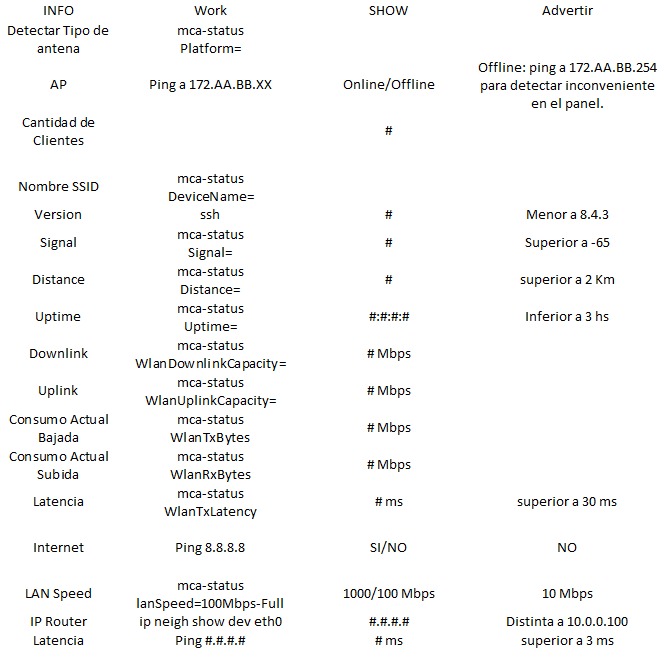 INFO Work SHOW Advertir
Detectar Tipo de antena mca-status Platform=
AP Ping a 172.AA.BB.XX Online/Offline Offline: ping a 172.AA.BB.254 para detectar inconveniente en el panel.
Cantidad de Clientes #
Nombre SSID mca-status DeviceName=
Version ssh # Menor a 8.4.3
Signal mca-status Signal= # Superior a -65
Distance mca-status Distance= # superior a 2 Km
Uptime mca-status Uptime= #:#:#:# Inferior a 3 hs
Downlink mca-status WlanDownlinkCapacity= # Mbps
Uplink mca-status WlanUplinkCapacity= # Mbps
Consumo Actual Bajada mca-status WlanTxBytes # Mbps
Consumo Actual Subida mca-status WlanRxBytes # Mbps
Latencia mca-status WlanTxLatency # ms superior a 30 ms
Internet Ping 8.8.8.8 SI/NO NO
LAN Speed mca-status lanSpeed=100Mbps-Full 1000/100 Mbps 10 Mbps
IP Router ip neigh show dev eth0 #.#.#.# Distinta a 10.0.0.100
Latencia Ping #.#.#.# # ms superior a 3 ms